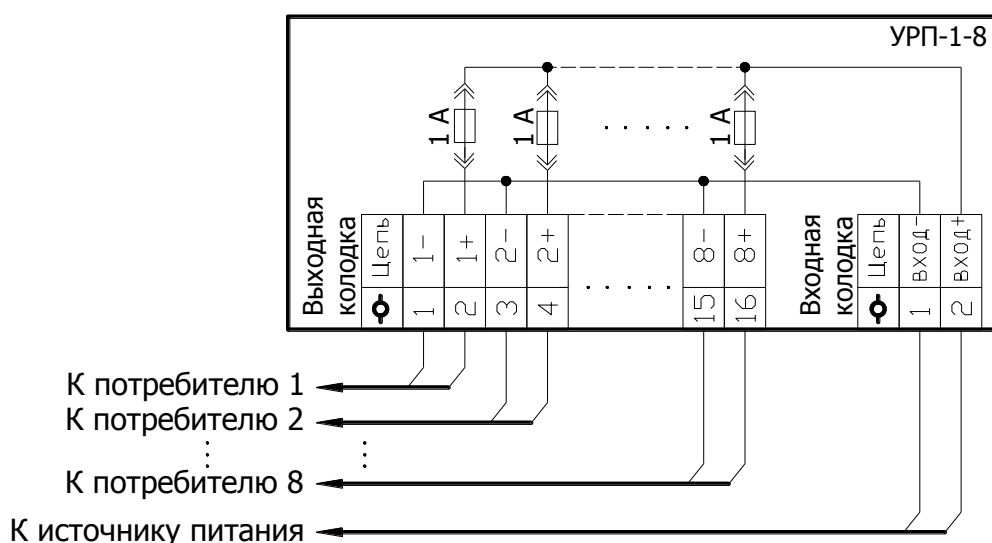 УРП-1-8
1 А
1 А
. . . . .
1 А
Выходная колодка
Цепь
1-
1+
2-
2+
8-
8+
1
2
3
4
. . . . .
15
16
Входная колодка
Цепь
ВХОД-
ВХОД+
1
2
К потребителю 1
К потребителю 2
К потребителю 8
К источнику питания